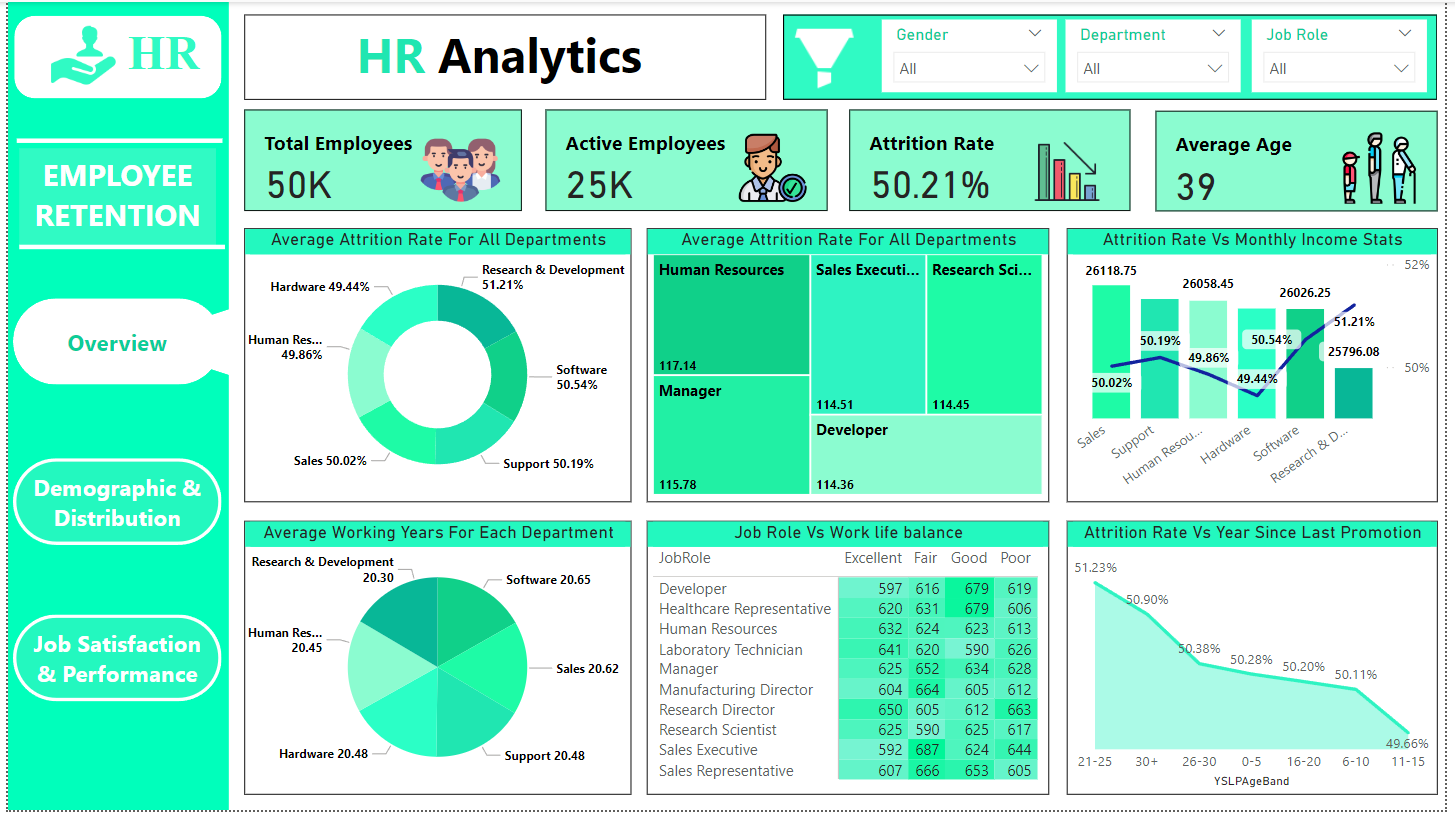 HR
HR Analytics
Gender
All
Department
All
Job Role
All
EMPLOYEE
RETENTION
Overview
Demographic &
Distribution
Job Satisfaction
& Performance
Total Employees
50K
Active Employees
25K
Attrition Rate
50.21%
Average Age
39
Average Attrition Rate For All Departments
Research & Development
51.21%
Hardware 49.44%
Human Res...
49.86%
Software
50.54%
Sales 50.02%
Support 50.19%
Average Attrition Rate For All Departments
Human Resources
117.14
Manager
115.78
Sales Executi...
114.51
Research Sci...
114.45
Developer
114.36
Attrition Rate Vs Monthly Income Stats
52%
26118.75
26058.45
26026.25
51.21%
50.19%
50.54%
25796.08
49.86%
50%
50.02%
49.44%
Sales
Support
Human Resou...
Hardware
Software
Research & D...
Average Working Years For Each Department
Research & Development
20.30
Software 20.65
Human Res...
20.45
Sales 20.62
Hardware 20.48
Support 20.48
Job Role Vs Work life balance
JobRole Excellent Fair Good Poor
Developer 597 616 679 619
Healthcare Representative 620 631 679 606
Human Resources 632 624 623 613
Laboratory Technician 641 620 590 626
Manager 625 652 634 628
Manufacturing Director 604 664 605 612
Research Director 650 605 612 663
Research Scientist 625 590 625 617
Sales Executive 592 687 624 644
Sales Representative 607 666 653 605
Attrition Rate Vs Year Since Last Promotion
51.23%
50.90%
50.38%
50.28%
50.20%
50.11%
49.66%
21-25 30+ 26-30 0-5 16-20 6-10 11-15
YSLPAgeBand